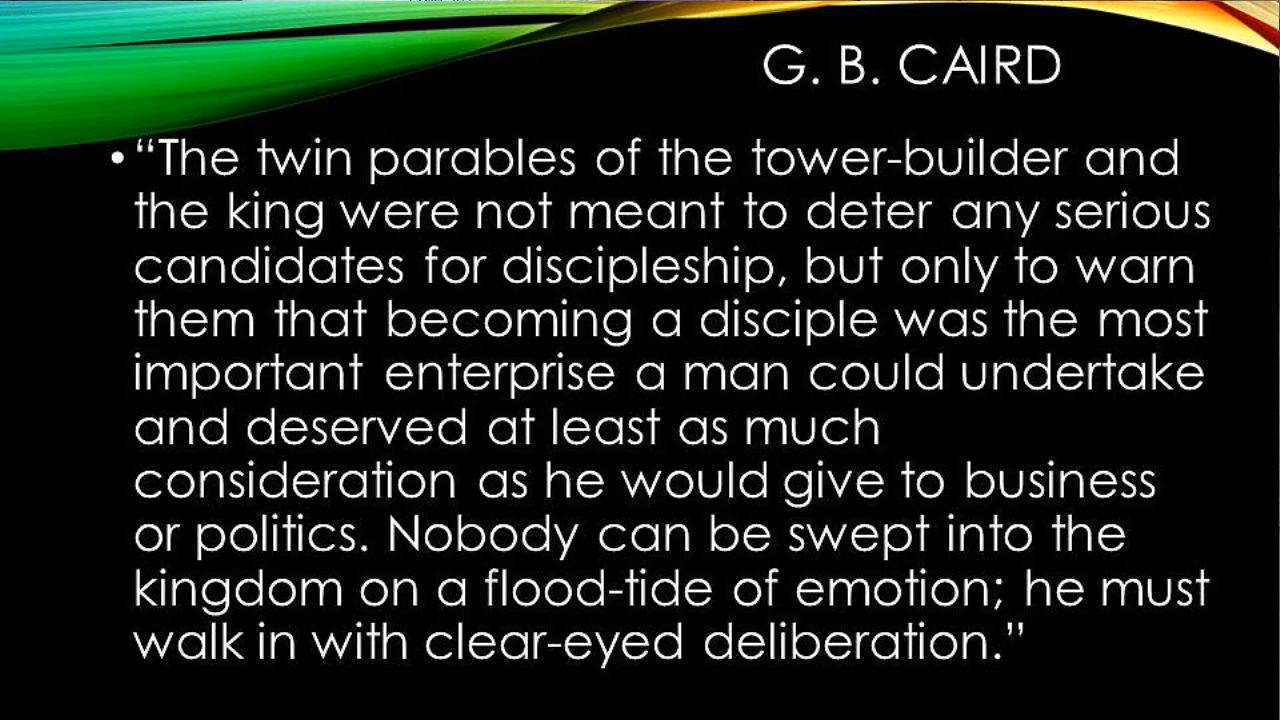 G. B. CAIRD
• “The twin parables of the tower-builder and
the king were not meant to deter any serious
candidates for discipleship, but only to warn
them that becoming a disciple was the most
important enterprise a man could undertake
and deserved at least as much
consideration as he would give to business
or politics. Nobody can be swept into the
kingdom on a flood-tide of emotion; he must
walk in with clear-eyed deliberation.”